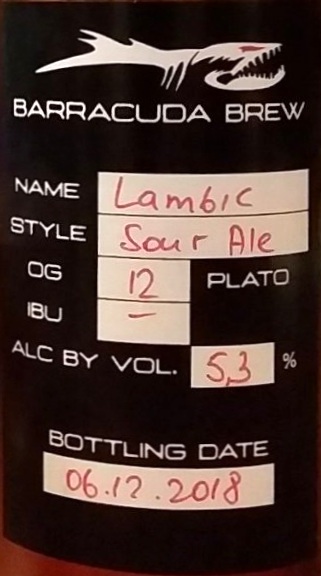 BARRACUDA BREW
NAME Lambic
STYLE Sour Ale
OG 12 PLATO
IBU –
ALC BY VOL. 5,3 %
BOTTLING DATE
06.12.2018